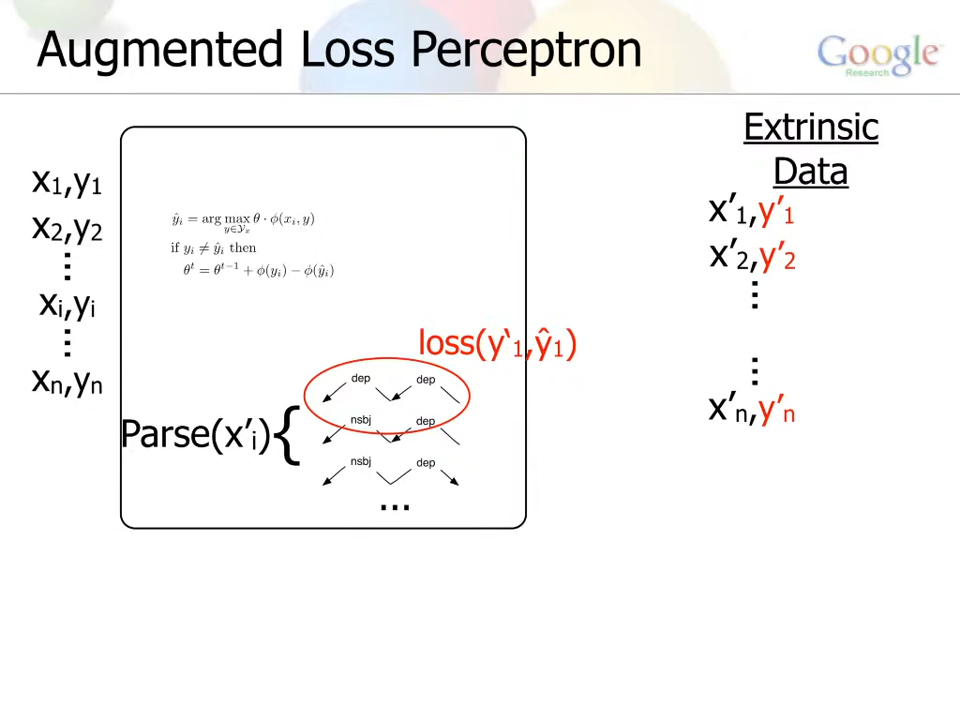 Augmented Loss Perceptron
Google
Research
x1,y1
x2,y2
⋮
xi,yi
⋮
xn,yn
ŷᵢ = arg max θ · ϕ(xᵢ, y)
y∈𝒴ₓ
if yᵢ ≠ ŷᵢ then
θᵗ = θᵗ⁻¹ + ϕ(yᵢ) − ϕ(ŷᵢ)
loss(y‘1,ŷ1)
dep dep
Parse(x’i){
nsbj dep
nsbj dep
...
Extrinsic
Data
x’1,y’1
x’2,y’2
⋮
⋮
x’n,y’n